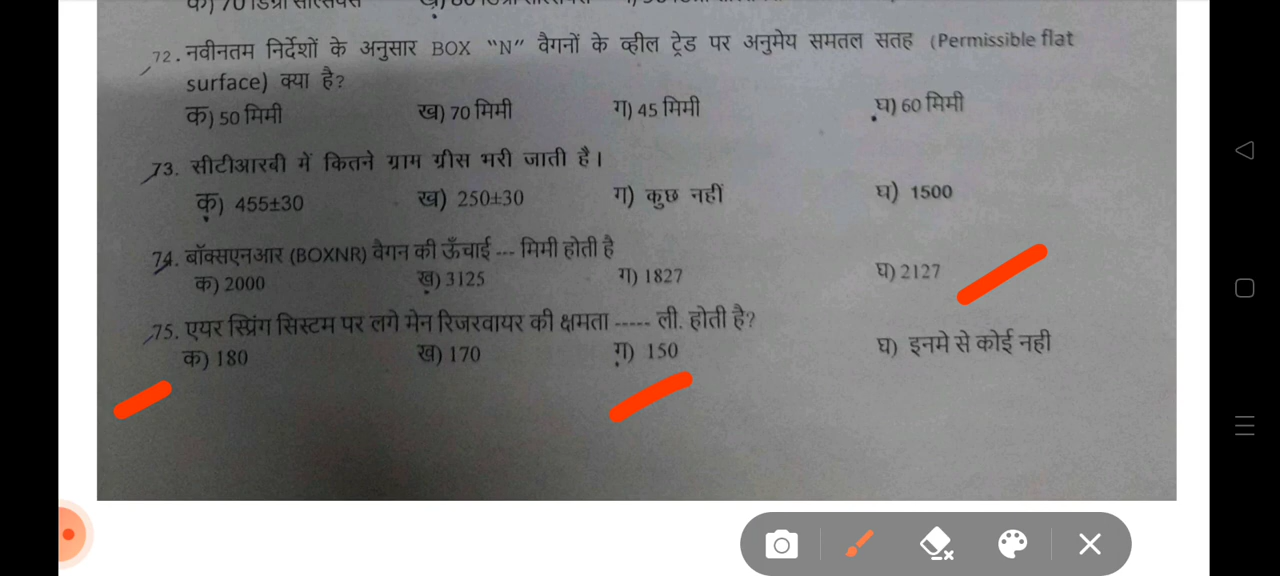 72. नवीनतम निर्देशों के अनुसार BOX “N” वैगनों के व्हील ट्रेड पर अनुमेय समतल सतह (Permissible flat
surface) क्या है?
क) 50 मिमी ख) 70 मिमी ग) 45 मिमी घ) 60 मिमी
73. सीटीआरबी में कितने ग्राम ग्रीस भरी जाती है।
क) 455±30 ख) 250±30 ग) कुछ नहीं घ) 1500
74. बॉक्सएनआर (BOXNR) वैगन की ऊँचाई --- मिमी होती है
क) 2000 ख) 3125 ग) 1827 घ) 2127
75. एयर स्प्रिंग सिस्टम पर लगे मेन रिजरवायर की क्षमता ----- ली. होती है?
क) 180 ख) 170 ग) 150 घ) इनमे से कोई नही